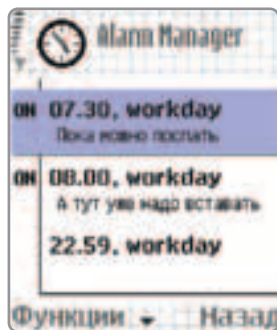 Alarm Manager
ON 07.30, workday
Пока можно поспать
ON 08.00, workday
А тут уже надо вставать
22.59, workday
Функции Назад